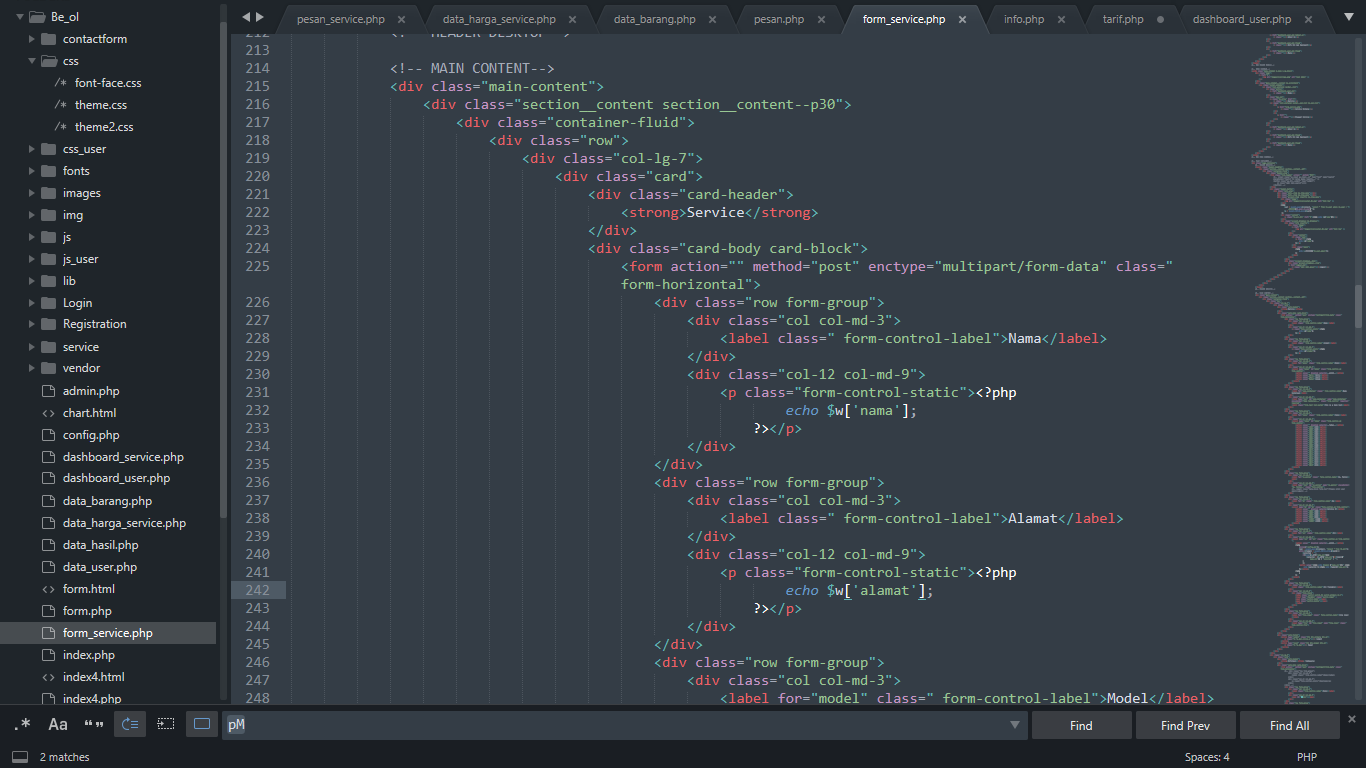 Be_ol
contactform
css
/* font-face.css
/* theme.css
/* theme2.css
css_user
fonts
images
img
js
js_user
lib
Login
Registration
service
vendor
admin.php
<> chart.html
config.php
dashboard_service.php
dashboard_user.php
data_barang.php
data_harga_service.php
data_hasil.php
data_user.php
<> form.html
form.php
form_service.php
index.php
<> index4.html
index4.php
pesan_service.php × data_harga_service.php × data_barang.php × pesan.php × form_service.php × info.php × tarif.php dashboard_user.php ×
212 <!-- HEADER DESKTOP-->
213
214 <!-- MAIN CONTENT-->
215 <div class="main-content">
216 <div class="section__content section__content--p30">
217 <div class="container-fluid">
218 <div class="row">
219 <div class="col-lg-7">
220 <div class="card">
221 <div class="card-header">
222 <strong>Service</strong>
223 </div>
224 <div class="card-body card-block">
225 <form action="" method="post" enctype="multipart/form-data" class="
form-horizontal">
226 <div class="row form-group">
227 <div class="col col-md-3">
228 <label class=" form-control-label">Nama</label>
229 </div>
230 <div class="col-12 col-md-9">
231 <p class="form-control-static"><?php
232 echo $w['nama'];
233 ?></p>
234 </div>
235 </div>
236 <div class="row form-group">
237 <div class="col col-md-3">
238 <label class=" form-control-label">Alamat</label>
239 </div>
240 <div class="col-12 col-md-9">
241 <p class="form-control-static"><?php
242 echo $w['alamat'];
243 ?></p>
244 </div>
245 </div>
246 <div class="row form-group">
247 <div class="col col-md-3">
248 <label for="model" class=" form-control-label">Model</label>
.* Aa “” pM Find Find Prev Find All ×
2 matches Spaces: 4 PHP